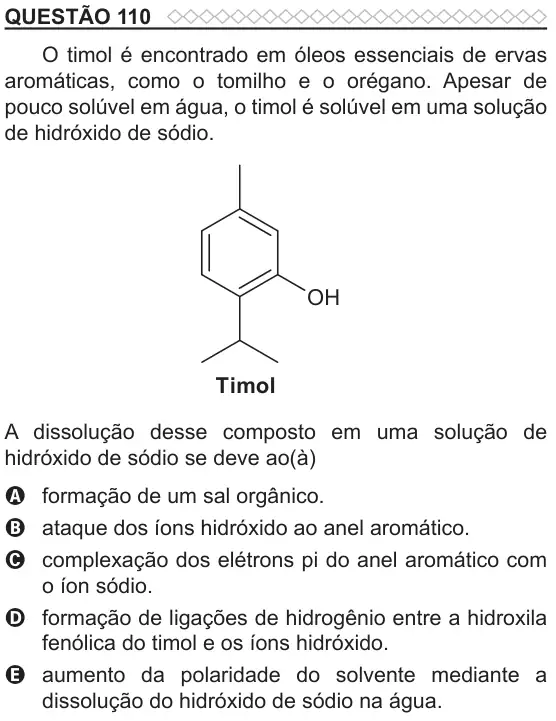 QUESTÃO 110
O timol é encontrado em óleos essenciais de ervas
aromáticas, como o tomilho e o orégano. Apesar de
pouco solúvel em água, o timol é solúvel em uma solução
de hidróxido de sódio.
OH
Timol
A dissolução desse composto em uma solução de
hidróxido de sódio se deve ao(à)
A formação de um sal orgânico.
B ataque dos íons hidróxido ao anel aromático.
C complexação dos elétrons pi do anel aromático com
o íon sódio.
D formação de ligações de hidrogênio entre a hidroxila
fenólica do timol e os íons hidróxido.
E aumento da polaridade do solvente mediante a
dissolução do hidróxido de sódio na água.